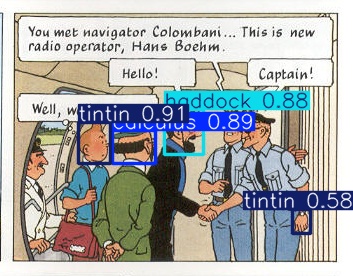 You met navigator Colombani... This is new
radio operator, Hans Boehm.
Hello!
Captain!
haddock 0.88
Well, w
tintin 0.91
calculus 0.89
tintin 0.58